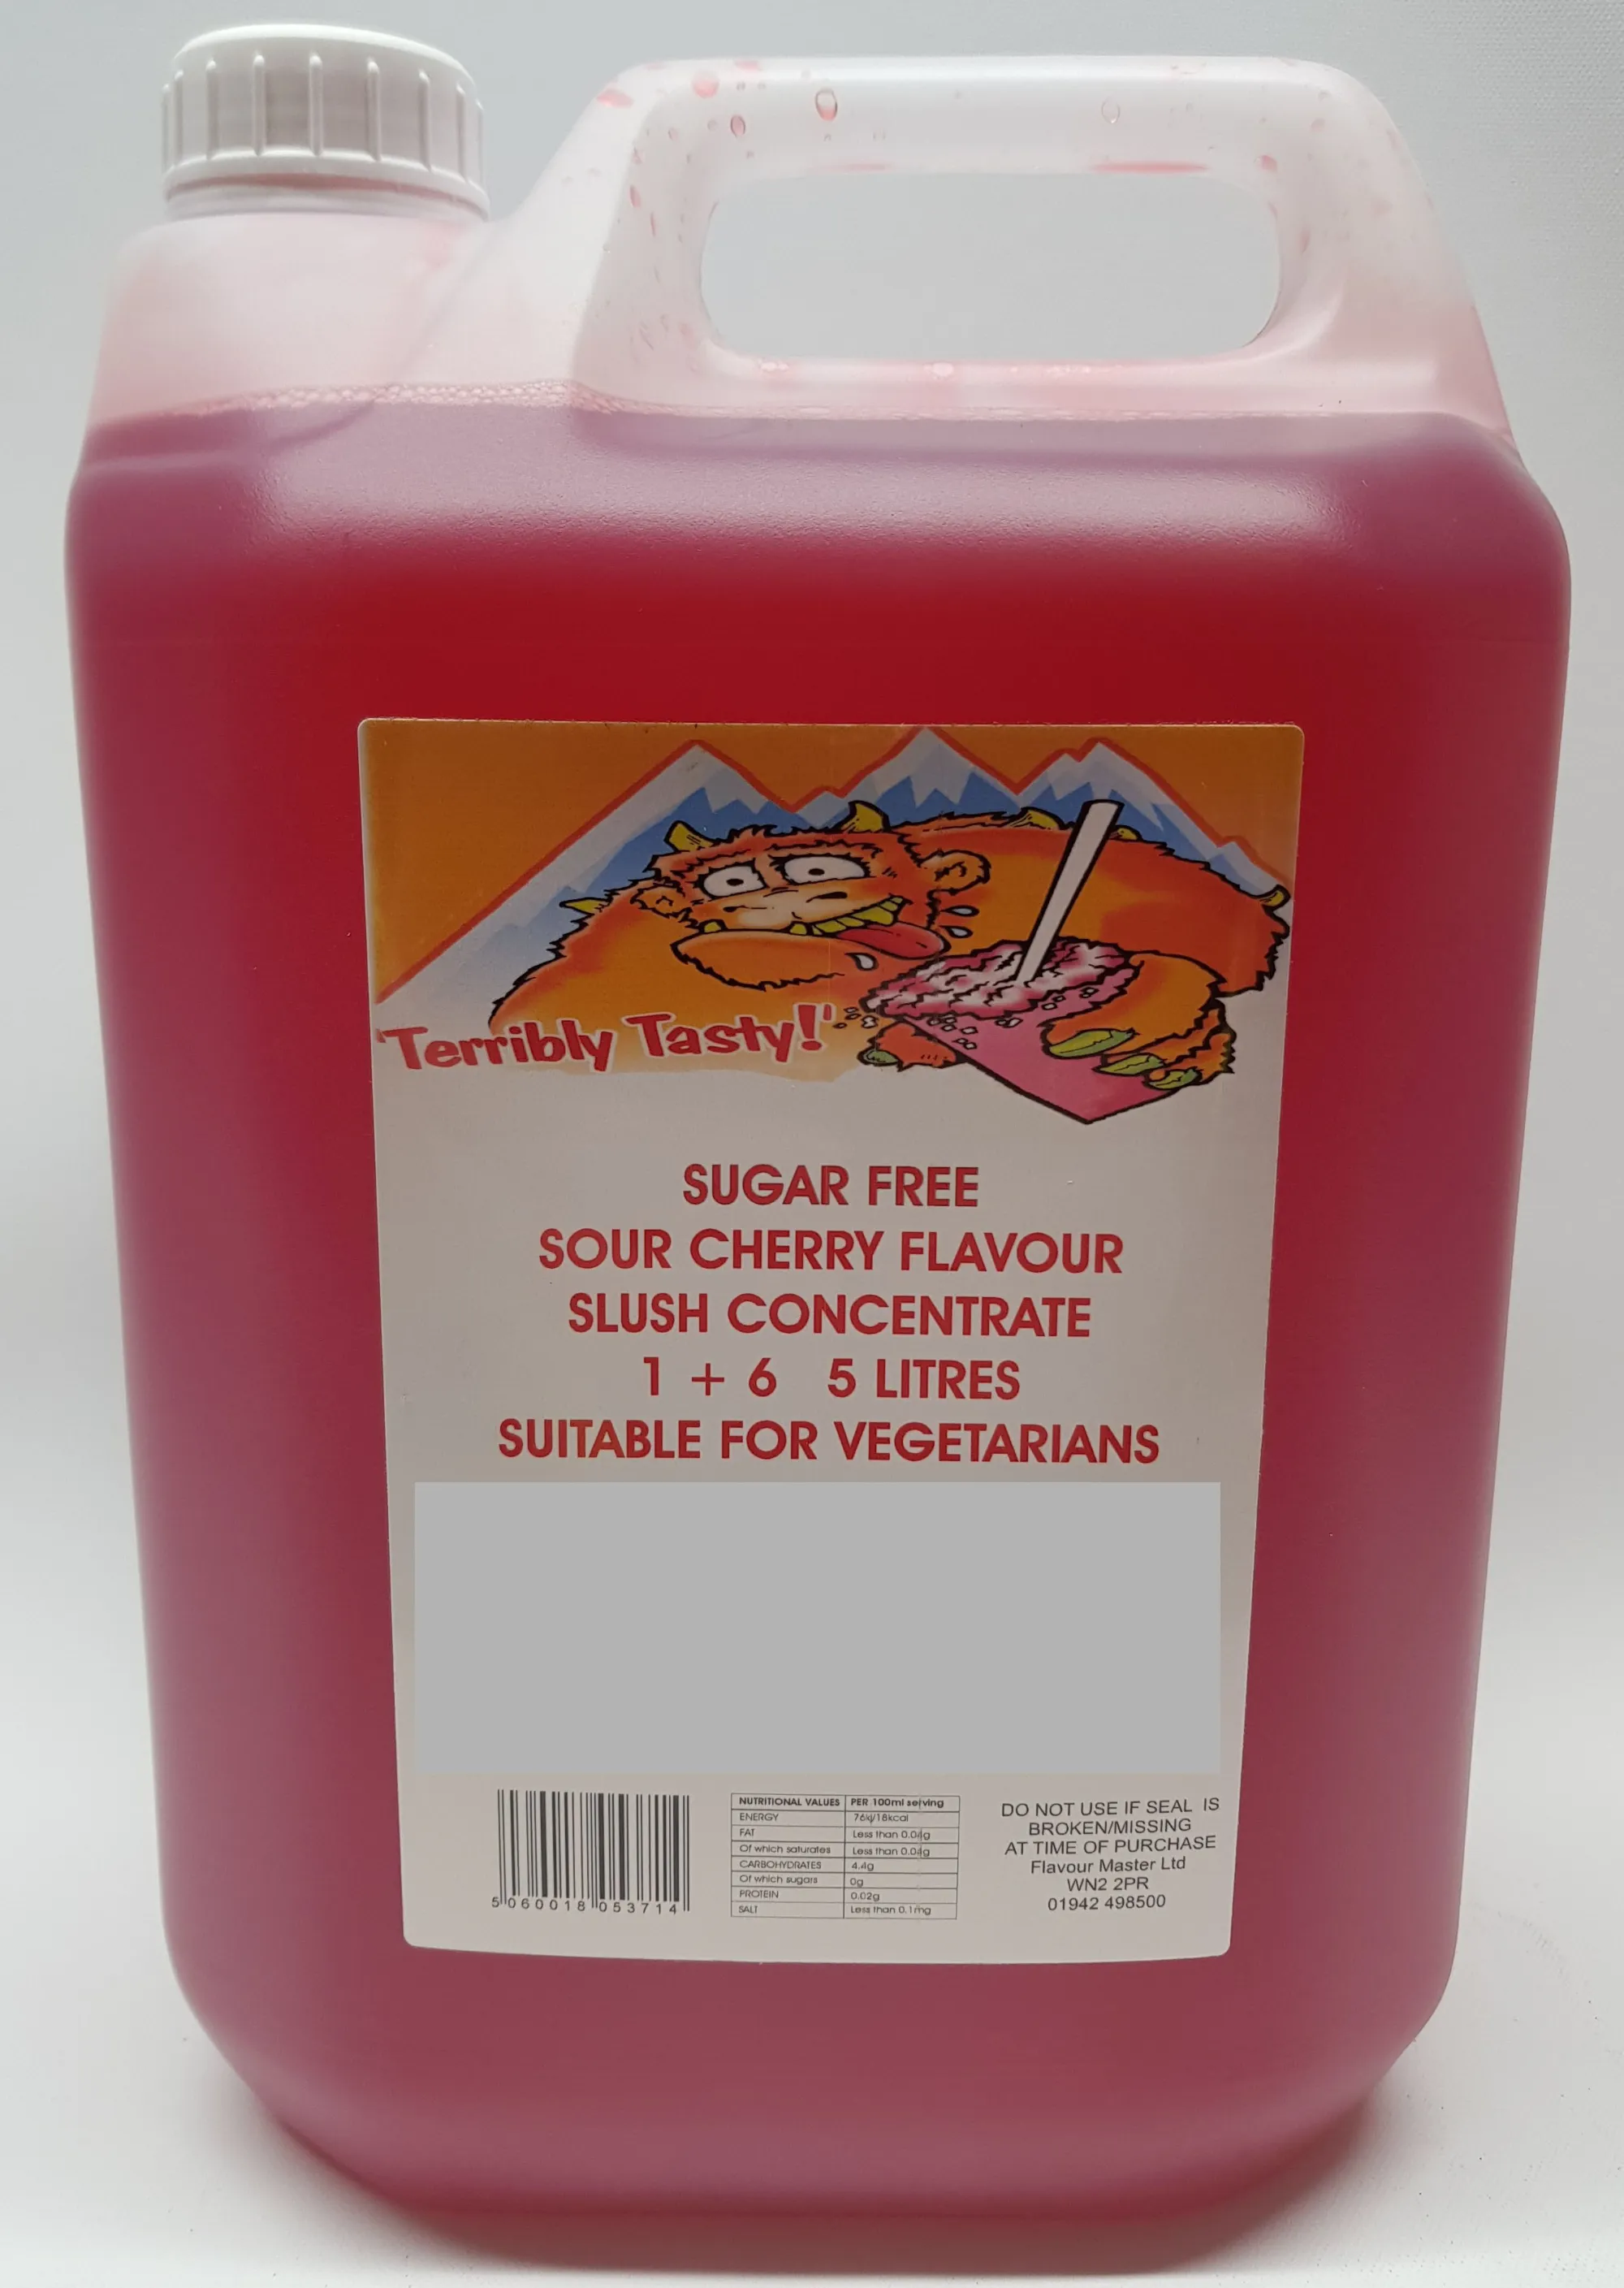 'Terribly Tasty!'
SUGAR FREE
SOUR CHERRY FLAVOUR
SLUSH CONCENTRATE
1 + 6 5 LITRES
SUITABLE FOR VEGETARIANS
5 060018 053714
NUTRITIONAL VALUES PER 100ml serving
ENERGY 76kj/18kcal
FAT Less than 0.04g
Of which saturates Less than 0.04g
CARBOHYDRATES 4.4g
Of which sugars 0g
PROTEIN 0.02g
SALT Less than 0.1mg
DO NOT USE IF SEAL IS
BROKEN/MISSING
AT TIME OF PURCHASE
Flavour Master Ltd
WN2 2PR
01942 498500